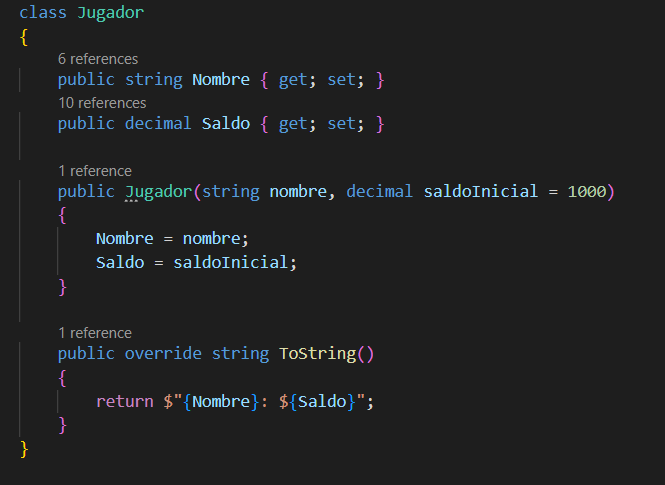 class Jugador
{
6 references
public string Nombre { get; set; }
10 references
public decimal Saldo { get; set; }
1 reference
public Jugador(string nombre, decimal saldoInicial = 1000)
{
Nombre = nombre;
Saldo = saldoInicial;
}
1 reference
public override string ToString()
{
return $"{Nombre}: ${Saldo}";
}
}